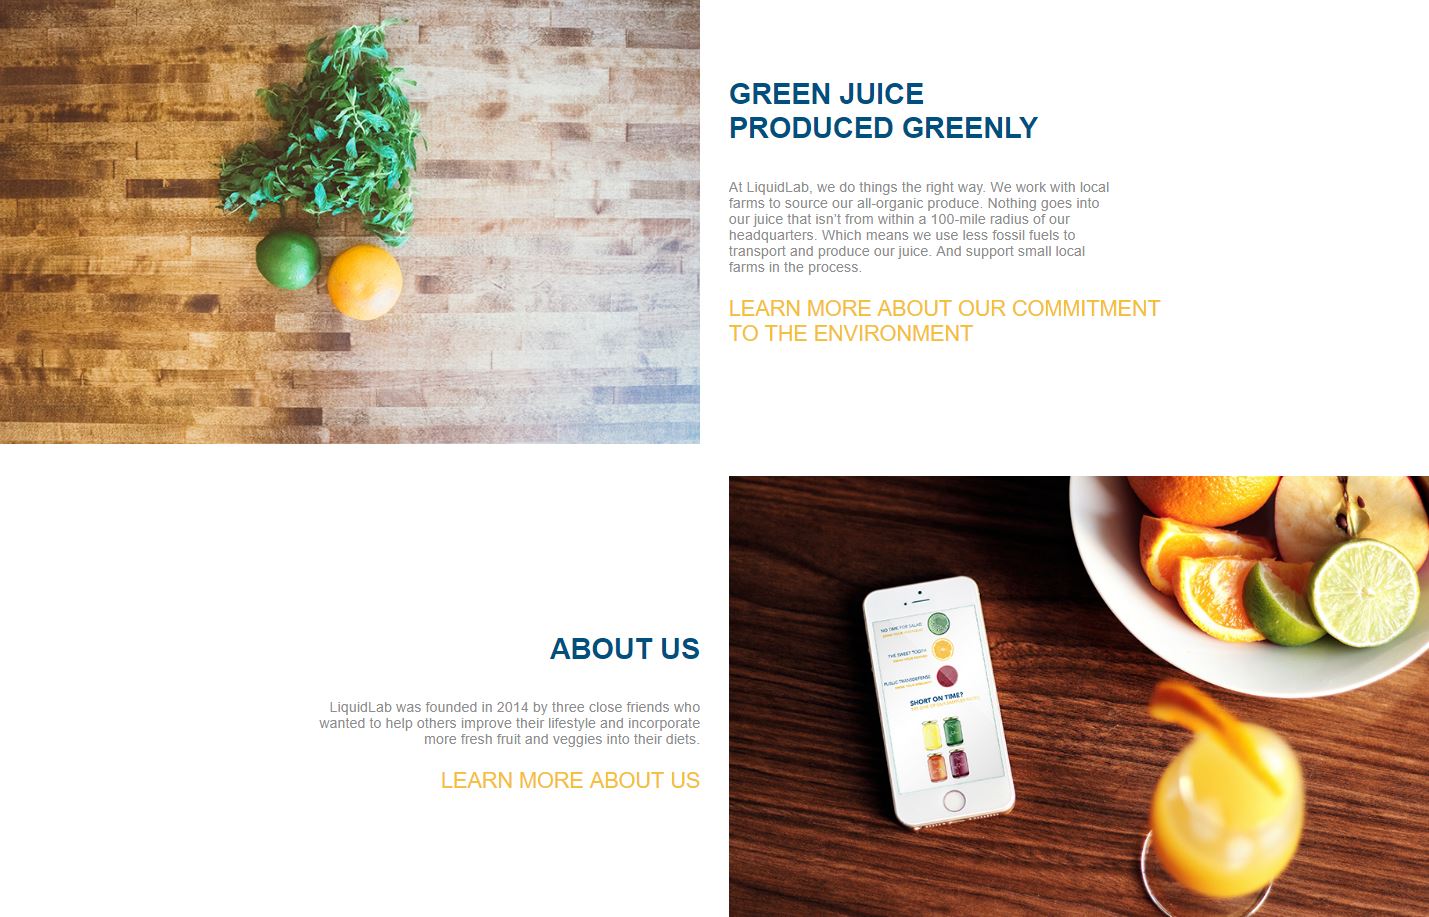 GREEN JUICE
PRODUCED GREENLY
At LiquidLab, we do things the right way. We work with local
farms to source our all-organic produce. Nothing goes into
our juice that isn’t from within a 100-mile radius of our
headquarters. Which means we use less fossil fuels to
transport and produce our juice. And support small local
farms in the process.
LEARN MORE ABOUT OUR COMMITMENT
TO THE ENVIRONMENT
ABOUT US
LiquidLab was founded in 2014 by three close friends who
wanted to help others improve their lifestyle and incorporate
more fresh fruit and veggies into their diets.
LEARN MORE ABOUT US
NO TIME FOR SALAD
THE SWEET TOOTH
PUBLIC TRANSDEFENSE
SHORT ON TIME?